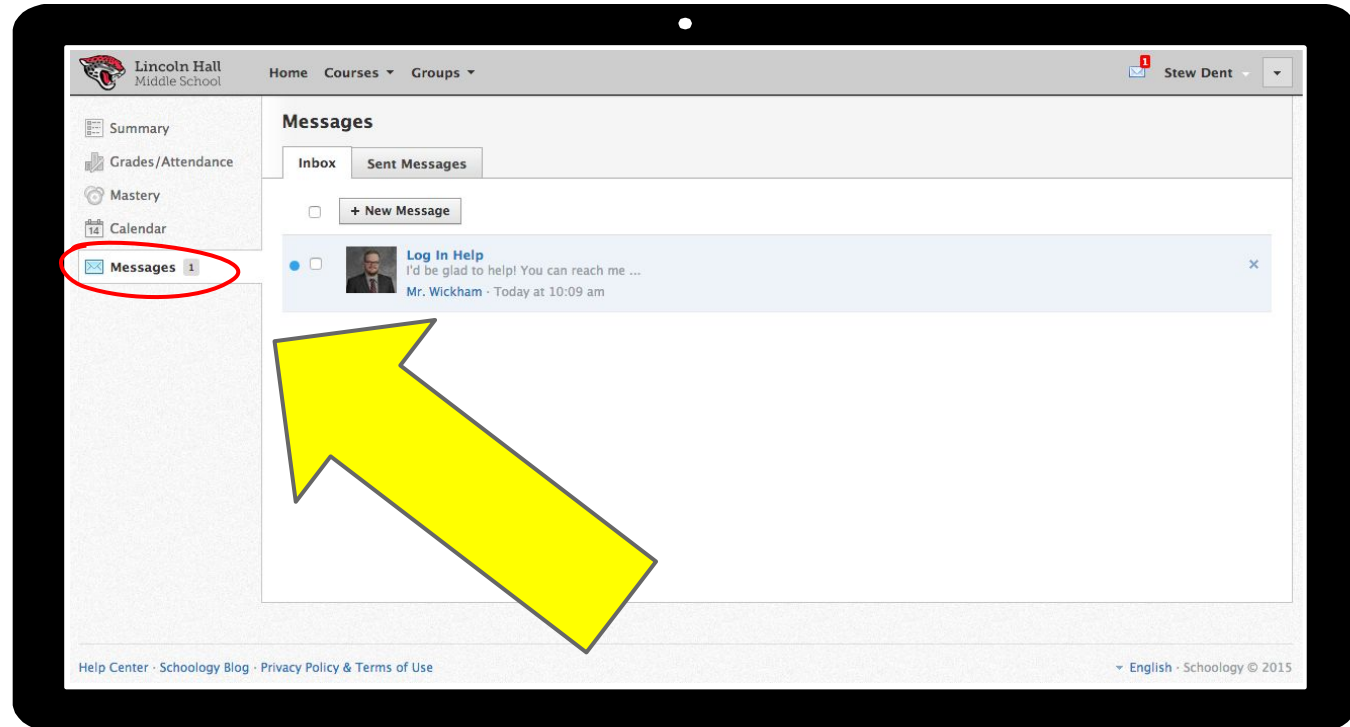 Lincoln Hall
Middle School
Home Courses Groups
1
Stew Dent
Summary
Grades/Attendance
Mastery
14 Calendar
Messages 1
Messages
Inbox Sent Messages
+ New Message
Log In Help
I'd be glad to help! You can reach me ...
Mr. Wickham · Today at 10:09 am
Help Center · Schoology Blog · Privacy Policy & Terms of Use
English · Schoology © 2015